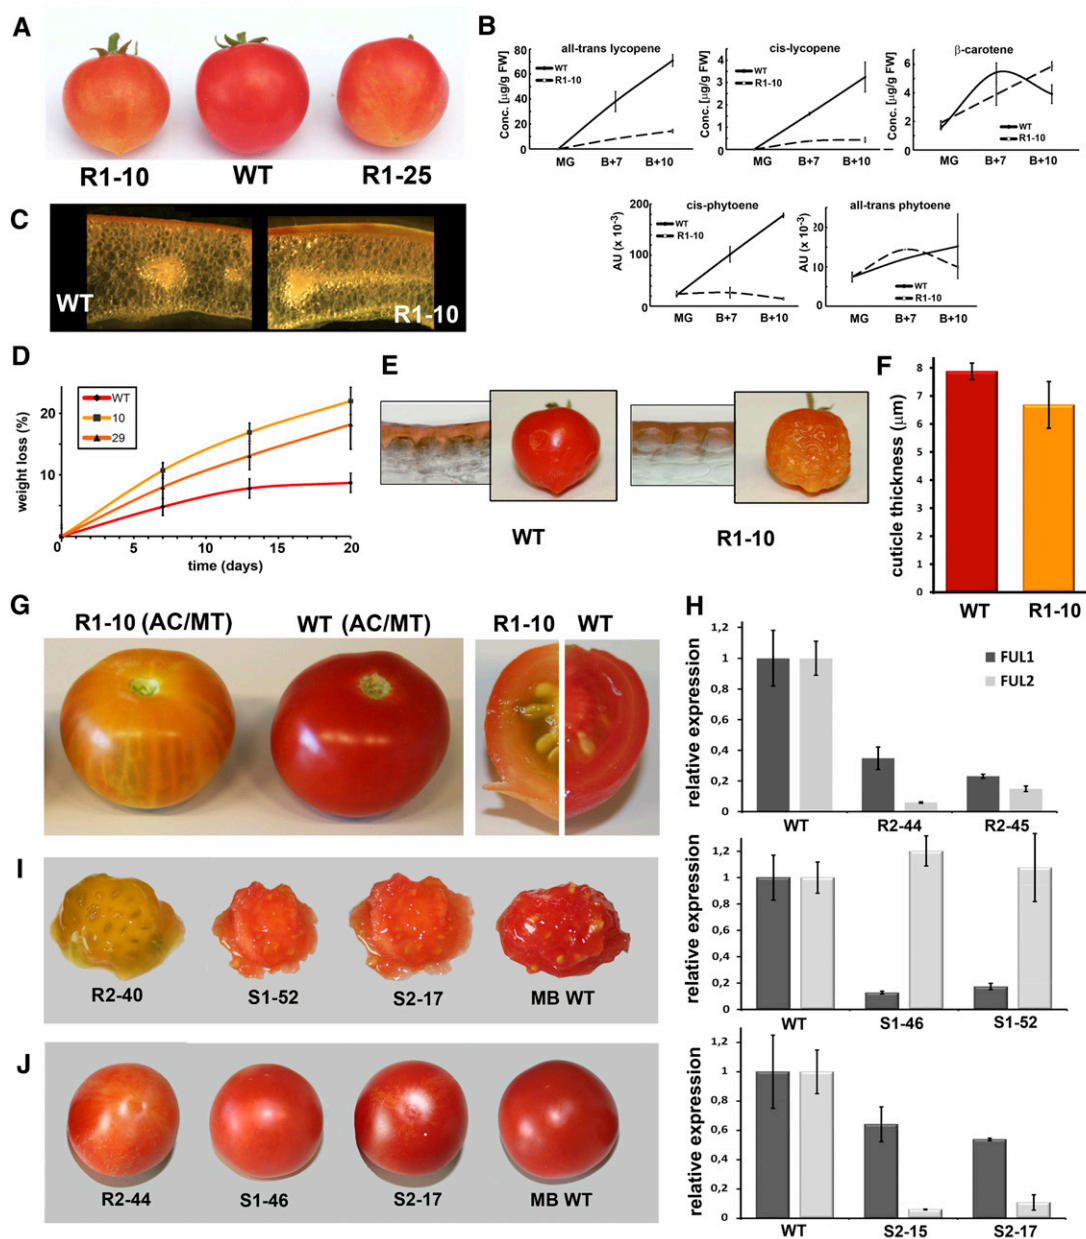 A
R1-10 WT R1-25
B
all-trans lycopene
Conc. [µg/g FW]
80
60
40
20
0
WT
R1-10
MG B+7 B+10
cis-lycopene
Conc. [µg/g FW]
4
3
2
1
0
WT
R1-10
MG B+7 B+10
β-carotene
Conc. [µg/g FW]
6
4
2
0
WT
R1-10
MG B+7 B+10
cis-phytoene
AU (x 10⁻³)
200
100
0
WT
R1-10
MG B+7 B+10
all-trans phytoene
AU (x 10⁻³)
20
10
0
WT
R1-10
MG B+7 B+10
C
WT
R1-10
D
WT
10
29
weight loss (%)
20
10
0 5 10 15 20
time (days)
E
WT R1-10
F
cuticle thickness (µm)
8
7
6
5
4
3
2
1
0
WT R1-10
G
R1-10 (AC/MT) WT (AC/MT) R1-10 WT
H
relative expression
1,2
1
0,8
0,6
0,4
0,2
0
FUL1
FUL2
WT R2-44 R2-45
relative expression
1,2
1
0,8
0,6
0,4
0,2
0
WT S1-46 S1-52
relative expression
1,2
1
0,8
0,6
0,4
0,2
0
WT S2-15 S2-17
I
R2-40 S1-52 S2-17 MB WT
J
R2-44 S1-46 S2-17 MB WT